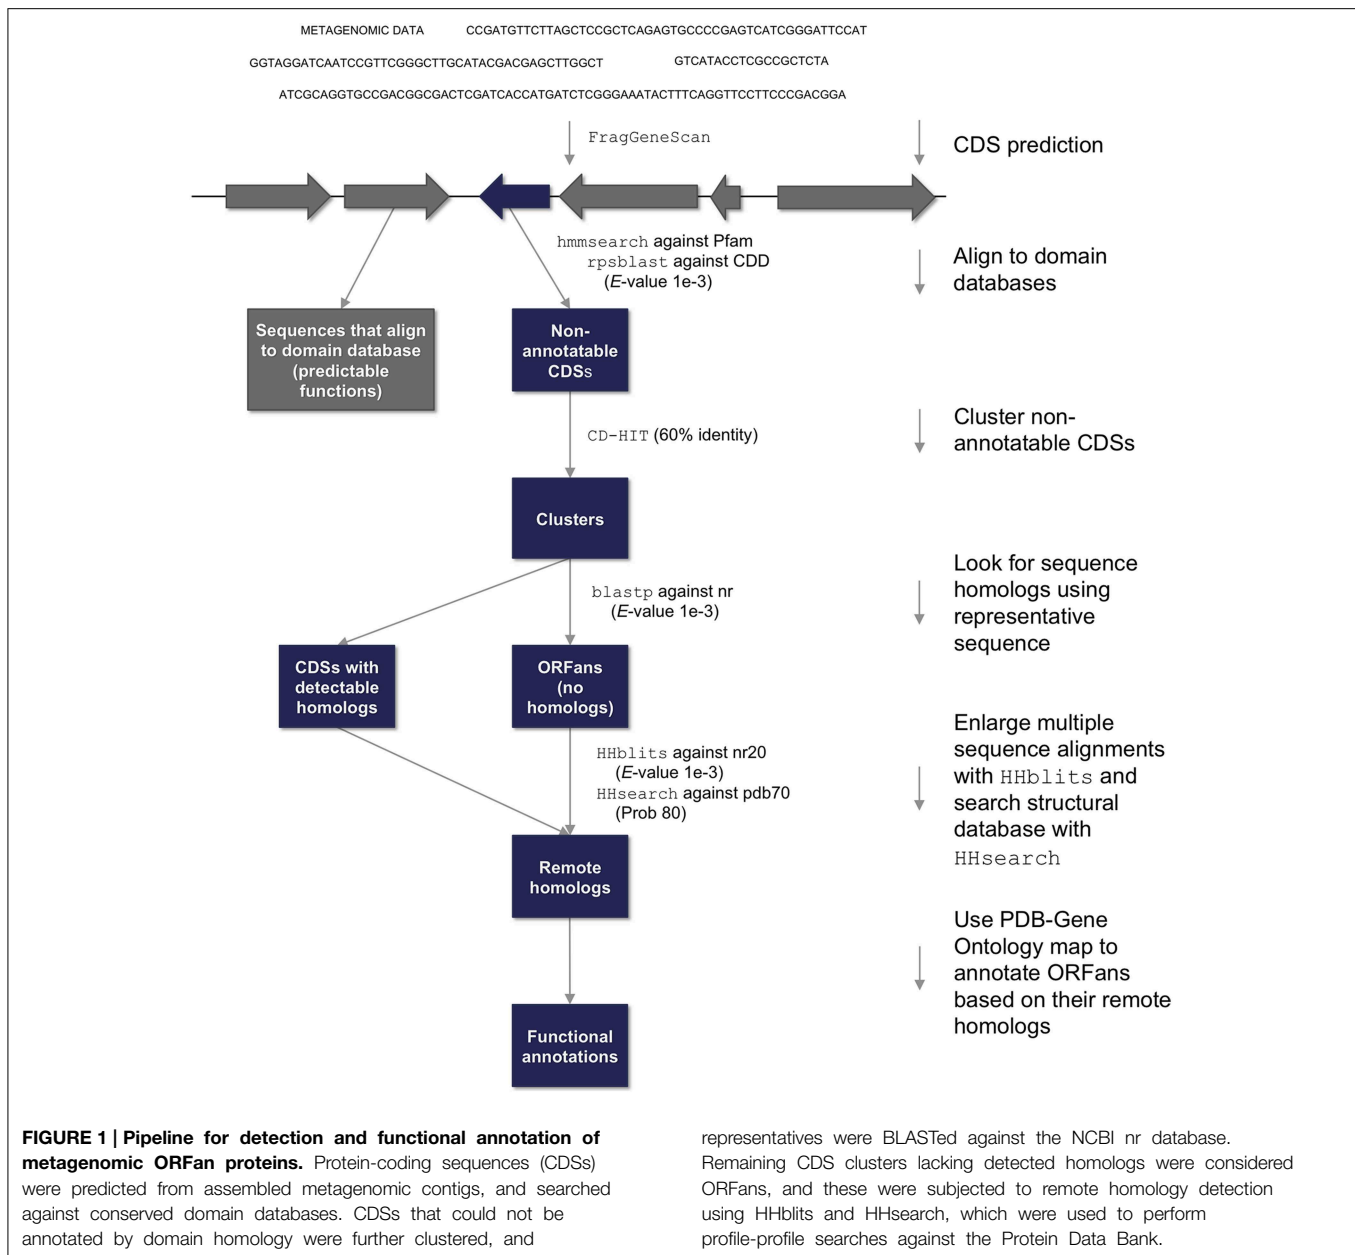 METAGENOMIC DATA CCGATGTTCTTAGCTCCGCTCAGAGTGCCCCGAGTCATCGGGATTCCAT
GGTAGGATCAATCCGTTCGGGCTTGCATACGACGAGCTTGGCT GTCATACCTCGCCGCTCTA
ATCGCAGGTGCCGACGGCGACTCGATCACCATGATCTCGGGAAATACTTTCAGGTTCCTTCCCGACGGA
FragGeneScan
CDS prediction
hmmsearch against Pfam
rpsblast against CDD
(E-value 1e-3)
Align to domain
databases
Sequences that align
to domain database
(predictable
functions)
Non-
annotatable
CDSs
CD-HIT (60% identity)
Cluster non-
annotatable CDSs
Clusters
blastp against nr
(E-value 1e-3)
Look for sequence
homologs using
representative
sequence
CDSs with
detectable
homologs
ORFans
(no
homologs)
HHblits against nr20
(E-value 1e-3)
HHsearch against pdb70
(Prob 80)
Enlarge multiple
sequence alignments
with HHblits and
search structural
database with
HHsearch
Remote
homologs
Use PDB-Gene
Ontology map to
annotate ORFans
based on their remote
homologs
Functional
annotations
FIGURE 1 | Pipeline for detection and functional annotation of
metagenomic ORFan proteins. Protein-coding sequences (CDSs)
were predicted from assembled metagenomic contigs, and searched
against conserved domain databases. CDSs that could not be
annotated by domain homology were further clustered, and
representatives were BLASTed against the NCBI nr database.
Remaining CDS clusters lacking detected homologs were considered
ORFans, and these were subjected to remote homology detection
using HHblits and HHsearch, which were used to perform
profile-profile searches against the Protein Data Bank.